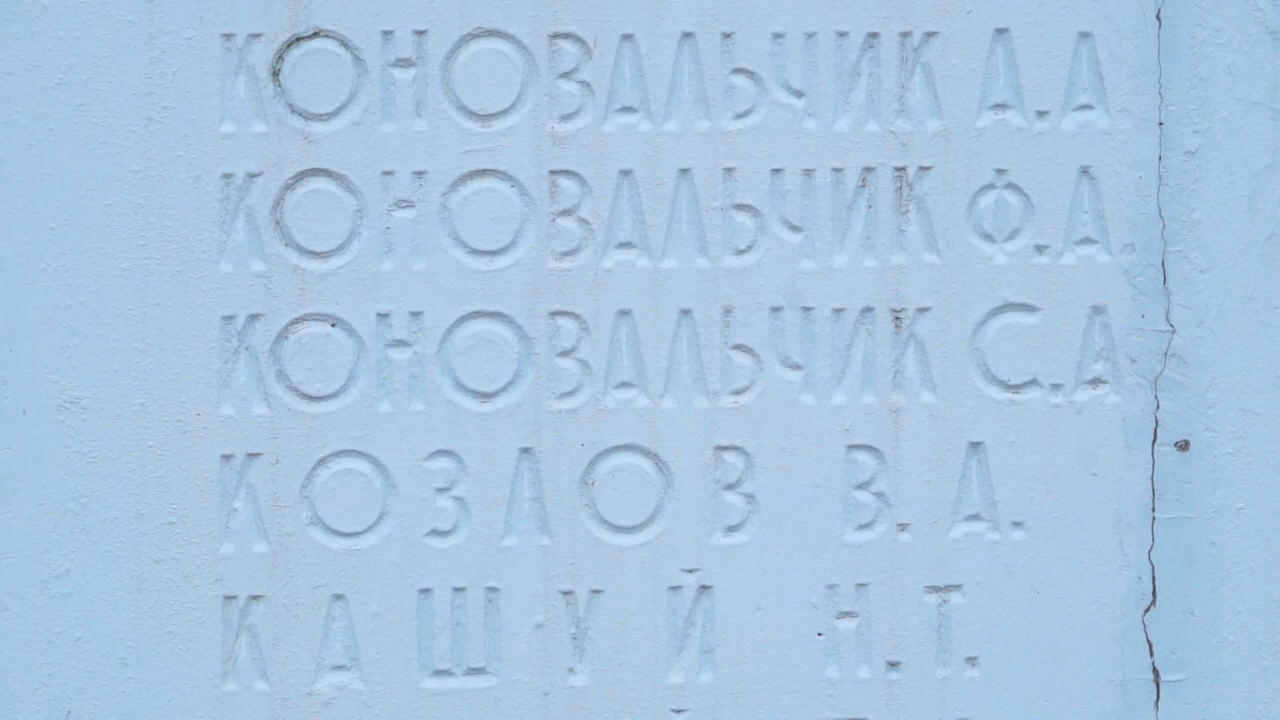 КОНОВАЛЬЧИК А.А
КОНОВАЛЬЧИК Ф.А.
КОНОВАЛЬЧИК С.А
КОЗЛОВ В.А.
КАШУЙ Н.Т.